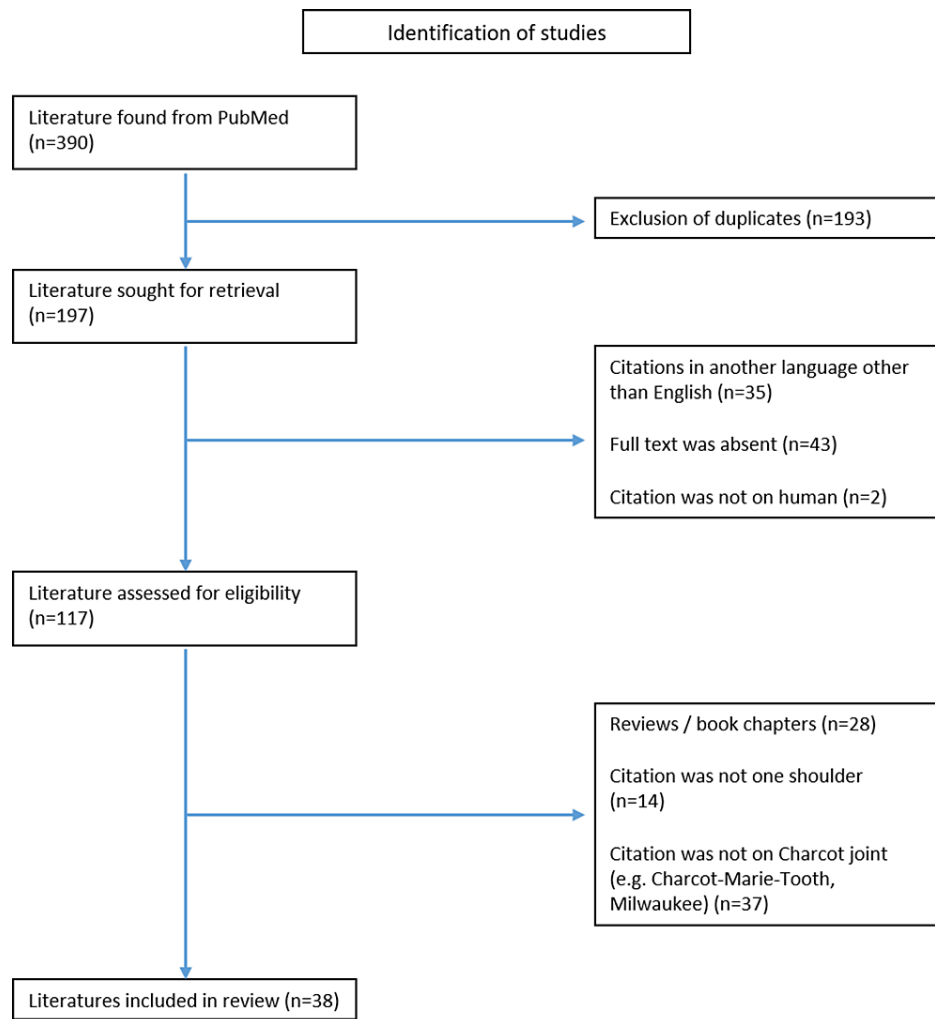 Identification of studies
Literature found from PubMed
(n=390)
Exclusion of duplicates (n=193)
Literature sought for retrieval
(n=197)
Citations in another language other
than English (n=35)
Full text was absent (n=43)
Citation was not on human (n=2)
Literature assessed for eligibility
(n=117)
Reviews / book chapters (n=28)
Citation was not one shoulder
(n=14)
Citation was not on Charcot joint
(e.g. Charcot-Marie-Tooth,
Milwaukee) (n=37)
Literatures included in review (n=38)